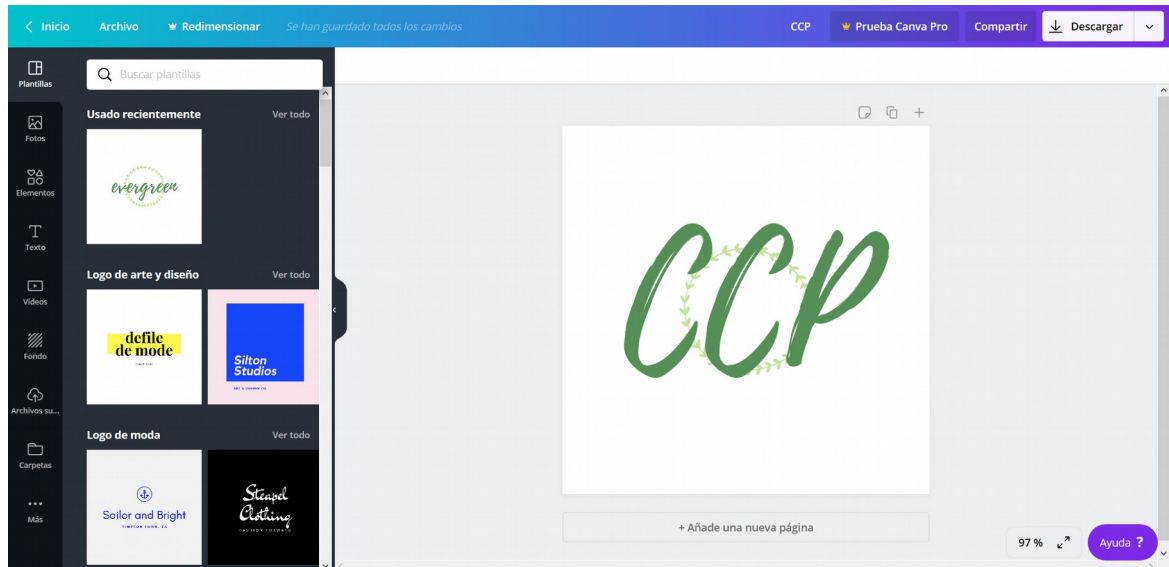 Inicio Archivo Redimensionar Se han guardado todos los cambios CCP Prueba Canva Pro Compartir Descargar
Plantillas
Fotos
Elementos
Texto
Vídeos
Fondo
Archivos su...
Carpetas
Más
Buscar plantillas
Usado recientemente Ver todo
evergreen
Logo de arte y diseño Ver todo
defile
de mode
Silton
Studios
ART & DESIGN CO.
Logo de moda Ver todo
Sailor and Bright
Steapel
Clothing
CCP
+ Añade una nueva página
97 %
Ayuda ?